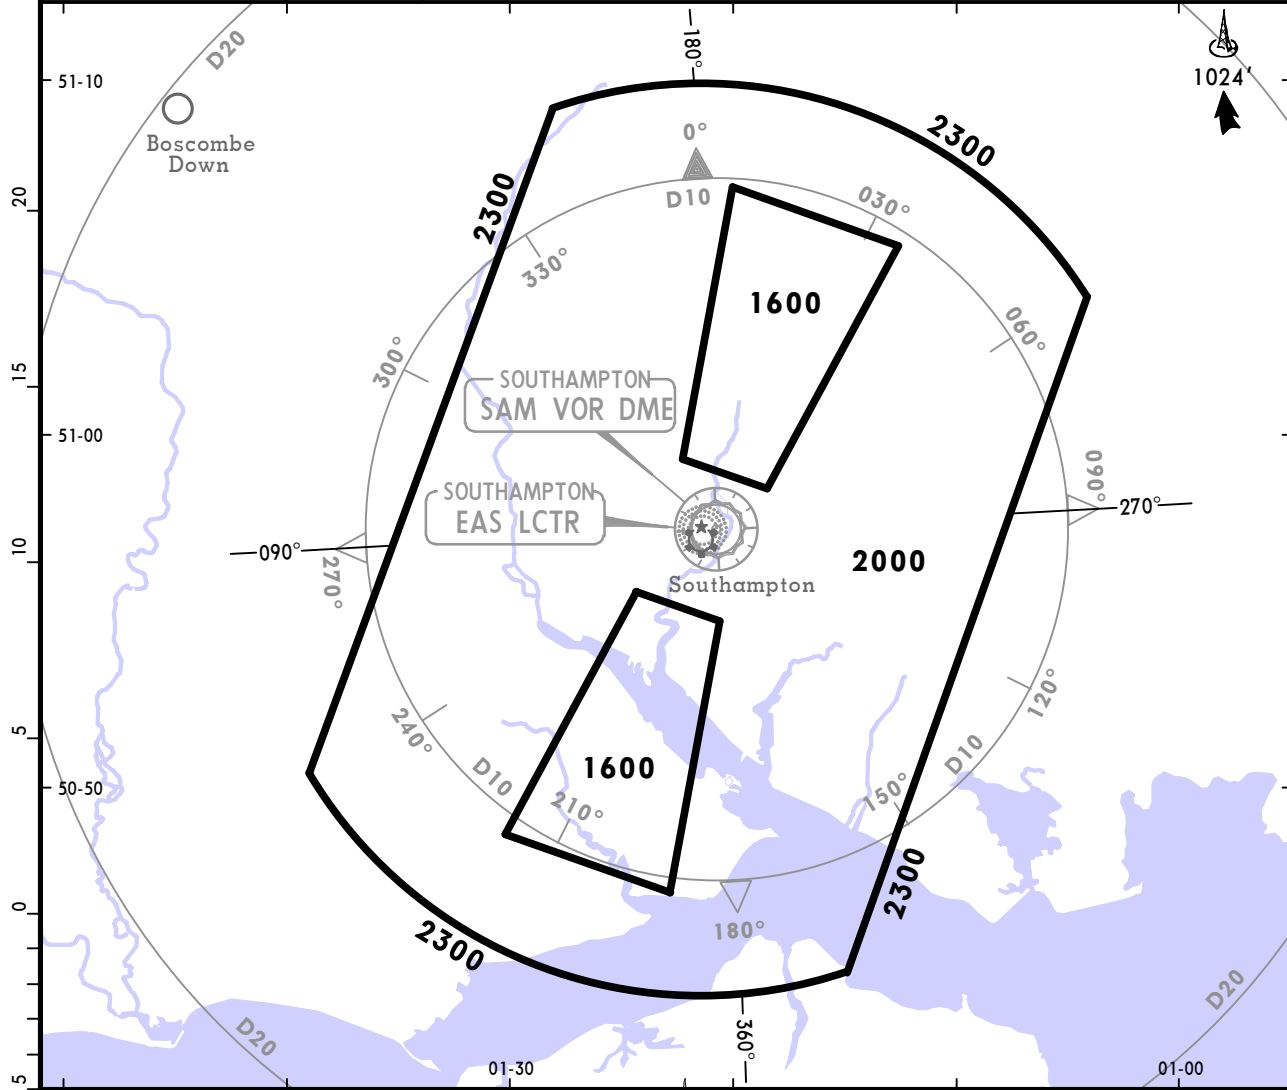 D20
180°
1024'
51-10
Boscombe
Down
2300
0°
D10
030°
2300
20
330°
1600
060°
300°
15
SOUTHAMPTON
SAM VOR DME
51-00
090°
SOUTHAMPTON
EAS LCTR
270°
090°
270°
10
2000
Southampton
120°
240°
5
D10
1600
D10
50-50
210°
150°
2300
0
180°
2300
D20
D20
360°
01-30
01-00
5